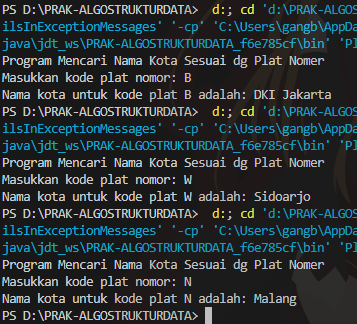 PS D:\PRAK-ALGOSTRUKTURDATA>  d:; cd 'd:\PRAK-
ilsInExceptionMessages' '-cp' 'C:\Users\gangb\AppDa
java\jdt_ws\PRAK-ALGOSTRUKTURDATA_f6e785cf\bin' 'Pl
Program Mencari Nama Kota Sesuai dg Plat Nomer
Masukkan kode plat nomor: B
Nama kota untuk kode plat B adalah: DKI Jakarta
PS D:\PRAK-ALGOSTRUKTURDATA>  d:; cd 'd:\PRAK-
ilsInExceptionMessages' '-cp' 'C:\Users\gangb\AppDa
java\jdt_ws\PRAK-ALGOSTRUKTURDATA_f6e785cf\bin' 'Pl
Program Mencari Nama Kota Sesuai dg Plat Nomer
Masukkan kode plat nomor: W
Nama kota untuk kode plat W adalah: Sidoarjo
PS D:\PRAK-ALGOSTRUKTURDATA>  d:; cd 'd:\PRAK-
ilsInExceptionMessages' '-cp' 'C:\Users\gangb\AppDa
java\jdt_ws\PRAK-ALGOSTRUKTURDATA_f6e785cf\bin' 'Pl
Program Mencari Nama Kota Sesuai dg Plat Nomer
Masukkan kode plat nomor: N
Nama kota untuk kode plat N adalah: Malang
PS D:\PRAK-ALGOSTRUKTURDATA>